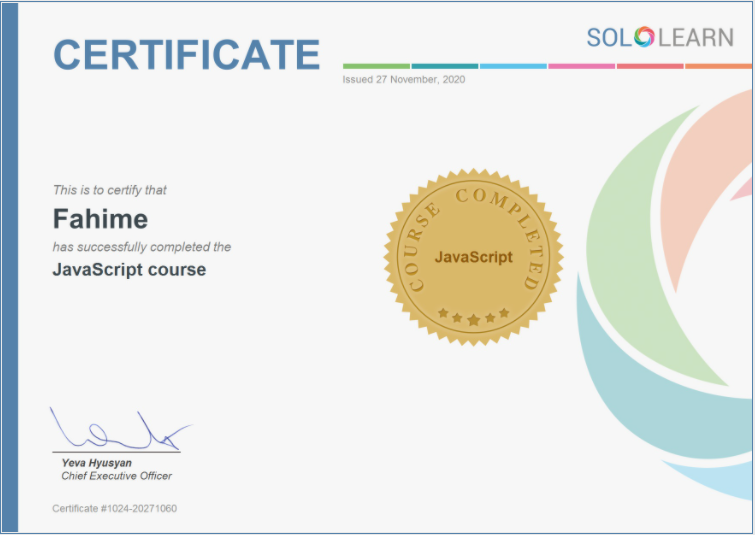 CERTIFICATE
SOLOLEARN
Issued 27 November, 2020
This is to certify that
Fahime
has successfully completed the
JavaScript course
COURSE COMPLETED
JavaScript
Yeva Hyusyan
Chief Executive Officer
Certificate #1024-20271060